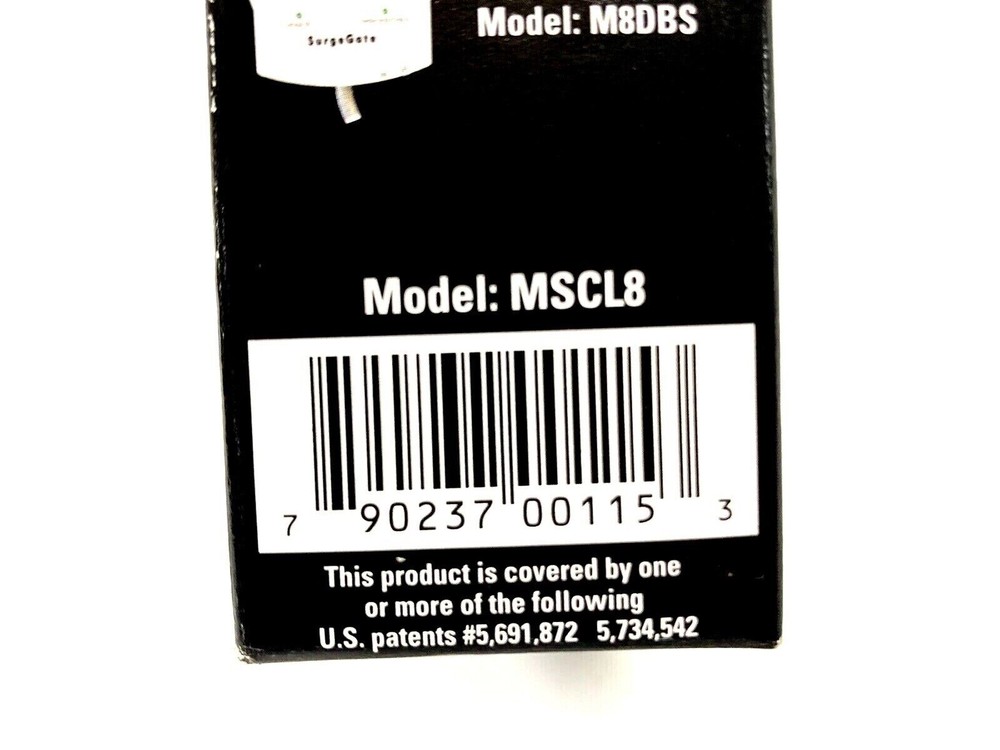 Model: M8DBS
SurgeGate
Model: MSCL8
7 90237 00115 3
This product is covered by one
or more of the following
U.S. patents #5,691,872 5,734,542